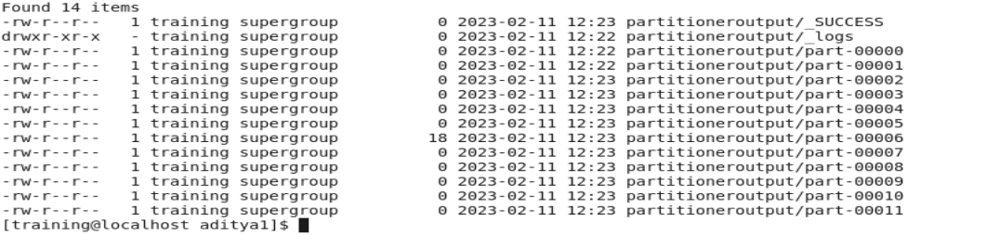 Found 14 items
-rw-r--r--   1 training supergroup          0 2023-02-11 12:23 partitioneroutput/_SUCCESS
drwxr-xr-x   - training supergroup          0 2023-02-11 12:22 partitioneroutput/_logs
-rw-r--r--   1 training supergroup          0 2023-02-11 12:22 partitioneroutput/part-00000
-rw-r--r--   1 training supergroup          0 2023-02-11 12:22 partitioneroutput/part-00001
-rw-r--r--   1 training supergroup          0 2023-02-11 12:23 partitioneroutput/part-00002
-rw-r--r--   1 training supergroup          0 2023-02-11 12:23 partitioneroutput/part-00003
-rw-r--r--   1 training supergroup          0 2023-02-11 12:23 partitioneroutput/part-00004
-rw-r--r--   1 training supergroup          0 2023-02-11 12:23 partitioneroutput/part-00005
-rw-r--r--   1 training supergroup         18 2023-02-11 12:23 partitioneroutput/part-00006
-rw-r--r--   1 training supergroup          0 2023-02-11 12:23 partitioneroutput/part-00007
-rw-r--r--   1 training supergroup          0 2023-02-11 12:23 partitioneroutput/part-00008
-rw-r--r--   1 training supergroup          0 2023-02-11 12:23 partitioneroutput/part-00009
-rw-r--r--   1 training supergroup          0 2023-02-11 12:23 partitioneroutput/part-00010
-rw-r--r--   1 training supergroup          0 2023-02-11 12:23 partitioneroutput/part-00011
[training@localhost aditya1]$